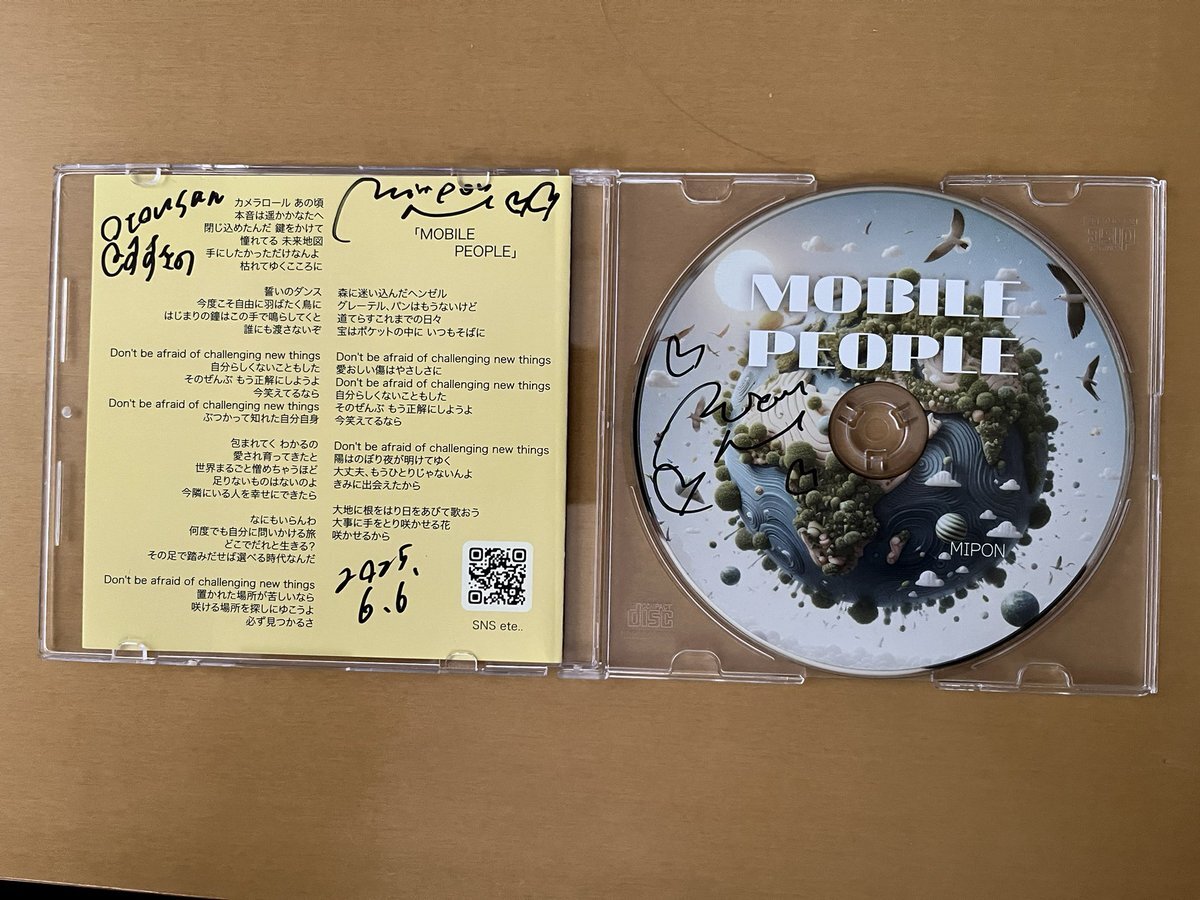 Otousan
「MOBILE
PEOPLE」
カメラロール あの頃
本音は遥かかなたへ
閉じ込めたんだ 鍵をかけて
憧れてる 未来地図
手にしたかっただけなんよ
枯れてゆくこころに
誓いのダンス
今度こそ自由に羽ばたく鳥に
はじまりの鐘はこの手で鳴らしてくと
誰にも渡さないぞ
Don't be afraid of challenging new things
自分らしくないこともした
そのぜんぶ もう正解にしようよ
今笑えてるなら
Don't be afraid of challenging new things
ぶつかって知れた自分自身
包まれてく わかるの
愛され育ってきたと
世界まるごと憎めちゃうほど
足りないものはないのよ
今隣にいる人を幸せにできたら
なにもいらんわ
何度でも自分に問いかける旅
どこでだれと生きる?
その足で踏みだせば選べる時代なんだ
Don't be afraid of challenging new things
置かれた場所が苦しいなら
咲ける場所を探しにゆこうよ
必ず見つかるさ
森に迷い込んだヘンゼル
グレーテル、パンはもうないけど
道てらすこれまでの日々
宝はポケットの中に いつもそばに
Don't be afraid of challenging new things
愛おしい傷はやさしさに
Don't be afraid of challenging new things
自分らしくないこともした
そのぜんぶ もう正解にしようよ
今笑えてるなら
Don't be afraid of challenging new things
陽はのぼり夜が明けてゆく
大丈夫、もうひとりじゃないんよ
きみに出会えたから
大地に根をはり日をあびて歌おう
大事に手をとり咲かせる花
咲かせるから
2025.
6.6
SNS ete..
MOBILE
PEOPLE
MIPON
COMPACT
disc